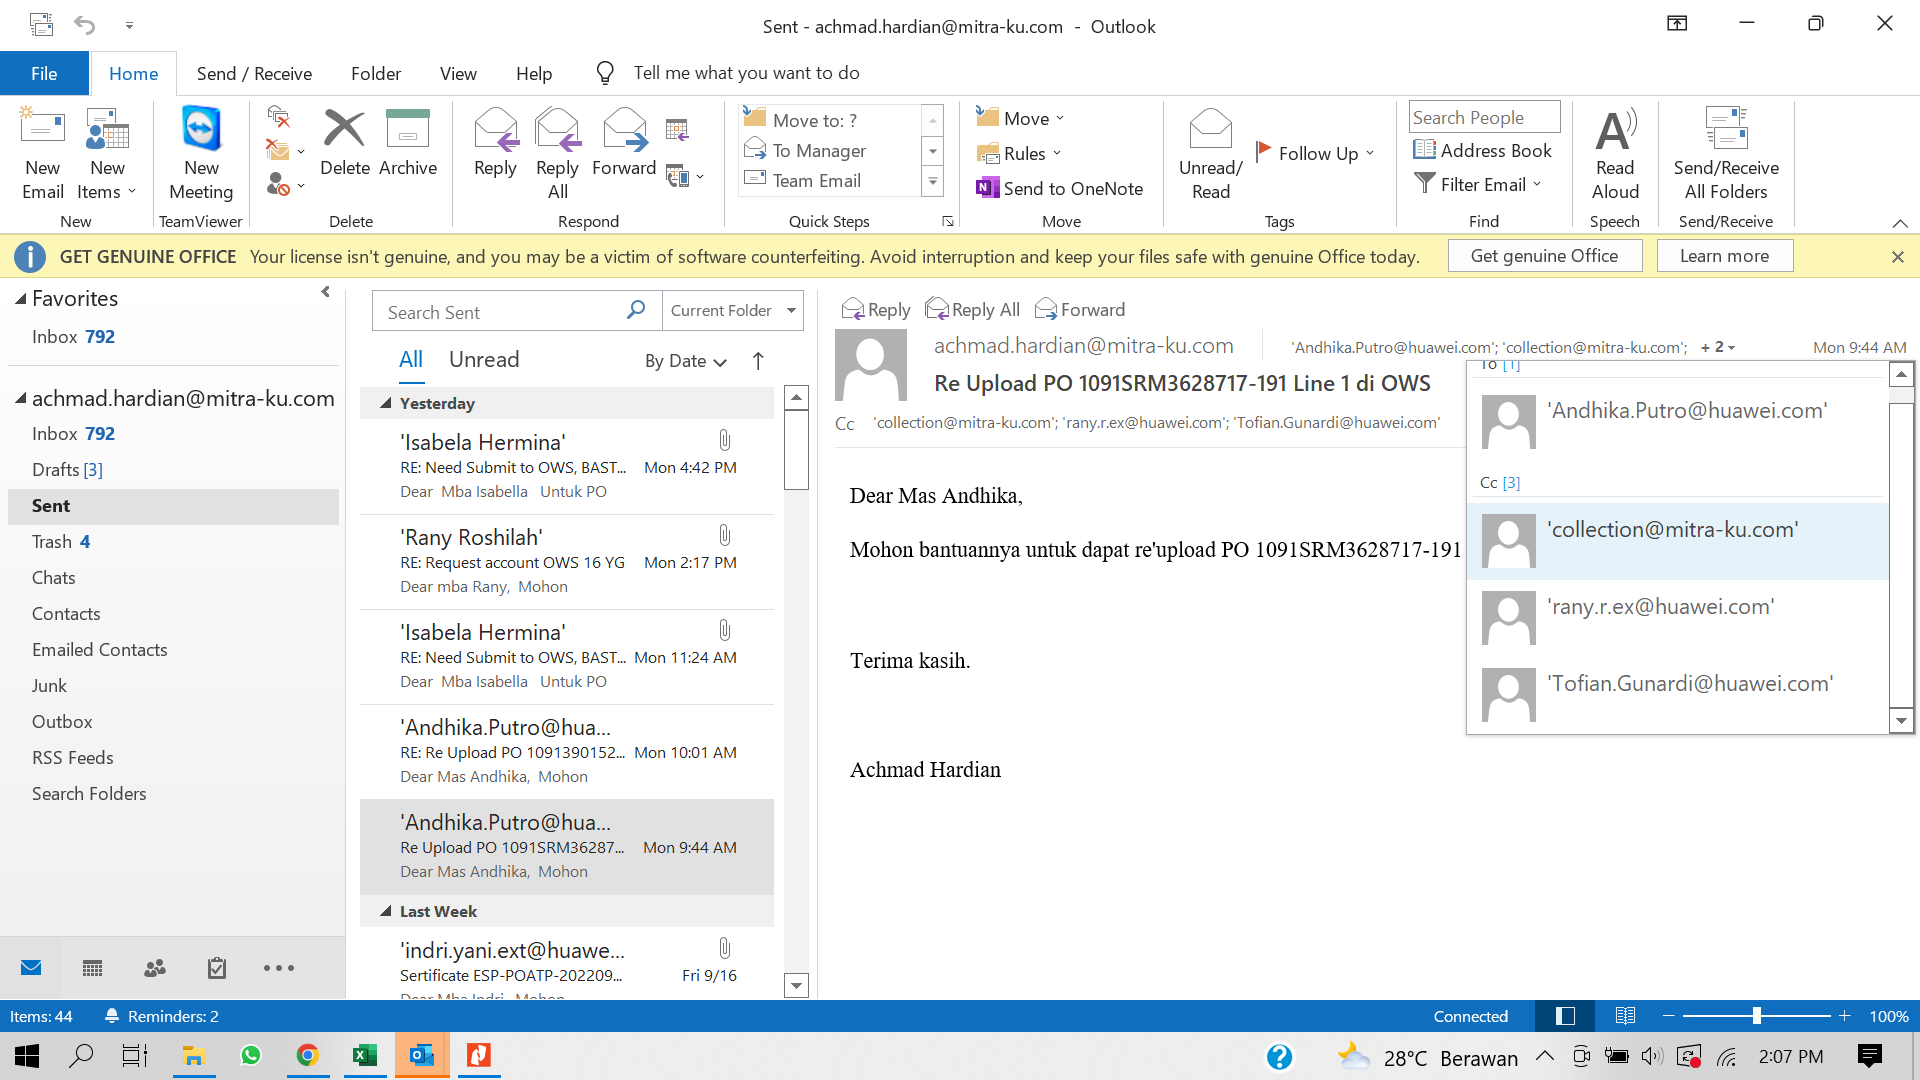 Sent - achmad.hardian@mitra-ku.com - Outlook
File Home Send / Receive Folder View Help Tell me what you want to do
New Email
New Items
New
New Meeting
TeamViewer
Delete Archive
Delete
Reply
Reply All
Forward
Respond
Move to: ?
To Manager
Team Email
Quick Steps
Move
Rules
Send to OneNote
Move
Unread/ Read
Follow Up
Tags
Search People
Address Book
Filter Email
Find
Read Aloud
Speech
Send/Receive All Folders
Send/Receive
GET GENUINE OFFICE Your license isn't genuine, and you may be a victim of software counterfeiting. Avoid interruption and keep your files safe with genuine Office today. Get genuine Office Learn more
Favorites
Inbox 792
achmad.hardian@mitra-ku.com
Inbox 792
Drafts [3]
Sent
Trash 4
Chats
Contacts
Emailed Contacts
Junk
Outbox
RSS Feeds
Search Folders
Search Sent Current Folder
All Unread By Date
Yesterday
'Isabela Hermina'
RE: Need Submit to OWS, BAST... Mon 4:42 PM
Dear Mba Isabella Untuk PO
'Rany Roshilah'
RE: Request account OWS 16 YG Mon 2:17 PM
Dear mba Rany, Mohon
'Isabela Hermina'
RE: Need Submit to OWS, BAST... Mon 11:24 AM
Dear Mba Isabella Untuk PO
'Andhika.Putro@hua...
RE: Re Upload PO 1091390152... Mon 10:01 AM
Dear Mas Andhika, Mohon
'Andhika.Putro@hua...
Re Upload PO 1091SRM36287... Mon 9:44 AM
Dear Mas Andhika, Mohon
Last Week
'indri.yani.ext@huawe...
Sertificate ESP-POATP-202209... Fri 9/16
Dear Mba Indri, Mohon
Reply Reply All Forward
achmad.hardian@mitra-ku.com 'Andhika.Putro@huawei.com'; 'collection@mitra-ku.com'; + 2 Mon 9:44 AM
Re Upload PO 1091SRM3628717-191 Line 1 di OWS
Cc 'collection@mitra-ku.com'; 'rany.r.ex@huawei.com'; 'Tofian.Gunardi@huawei.com'
Dear Mas Andhika,
Mohon bantuannya untuk dapat re'upload PO 1091SRM3628717-191
Terima kasih.
Achmad Hardian
To [1]
'Andhika.Putro@huawei.com'
Cc [3]
'collection@mitra-ku.com'
'rany.r.ex@huawei.com'
'Tofian.Gunardi@huawei.com'
Items: 44 Reminders: 2 Connected 100%
28°C Berawan 2:07 PM